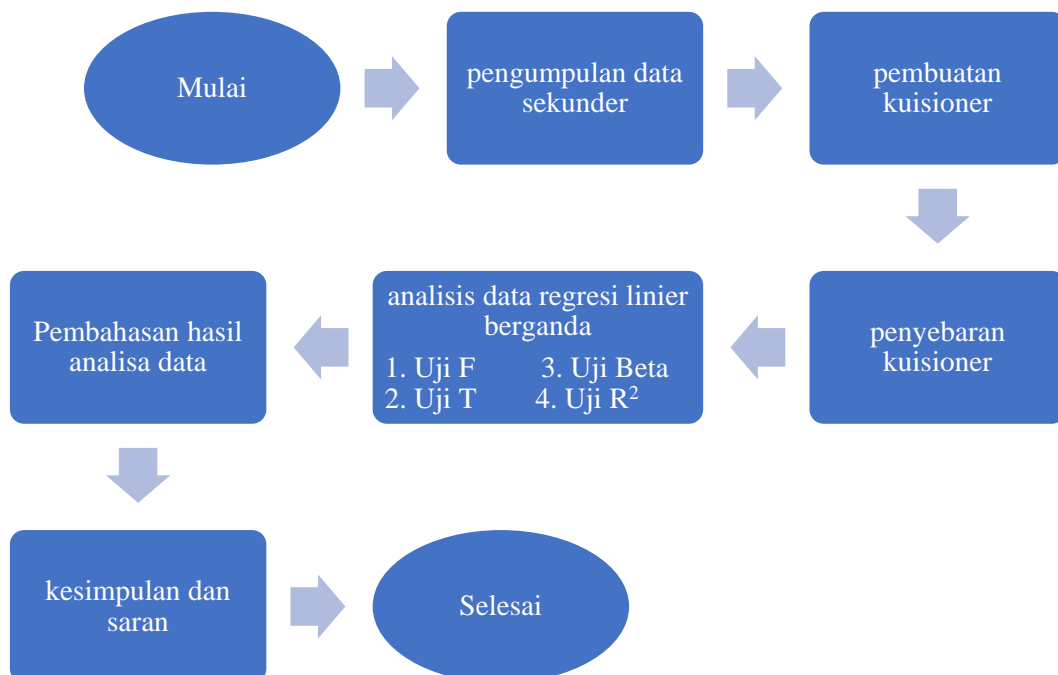 Mulai
pengumpulan data
sekunder
pembuatan
kuisioner
penyebaran
kuisioner
analisis data regresi linier
berganda
1. Uji F 3. Uji Beta
2. Uji T 4. Uji R²
Pembahasan hasil
analisa data
kesimpulan dan
saran
Selesai